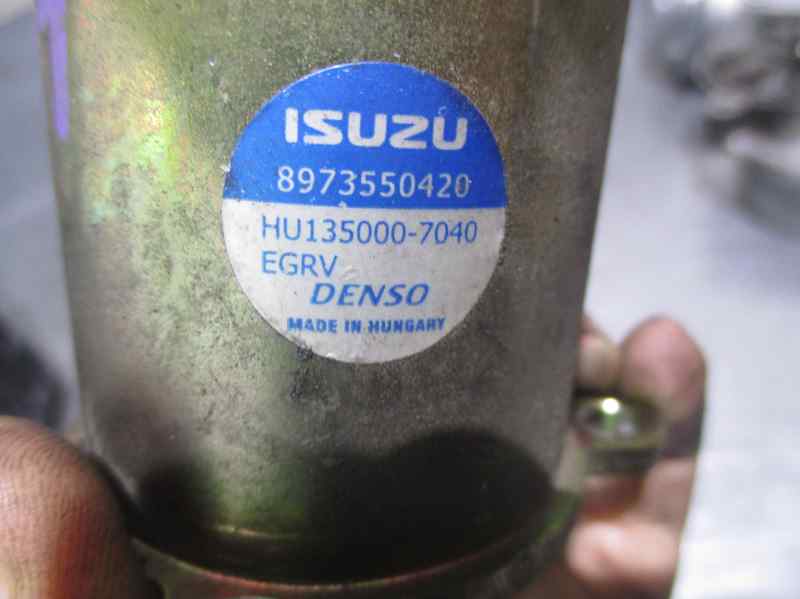 ISUZU
8973550420
HU135000-7040
EGRV
DENSO
MADE IN HUNGARY